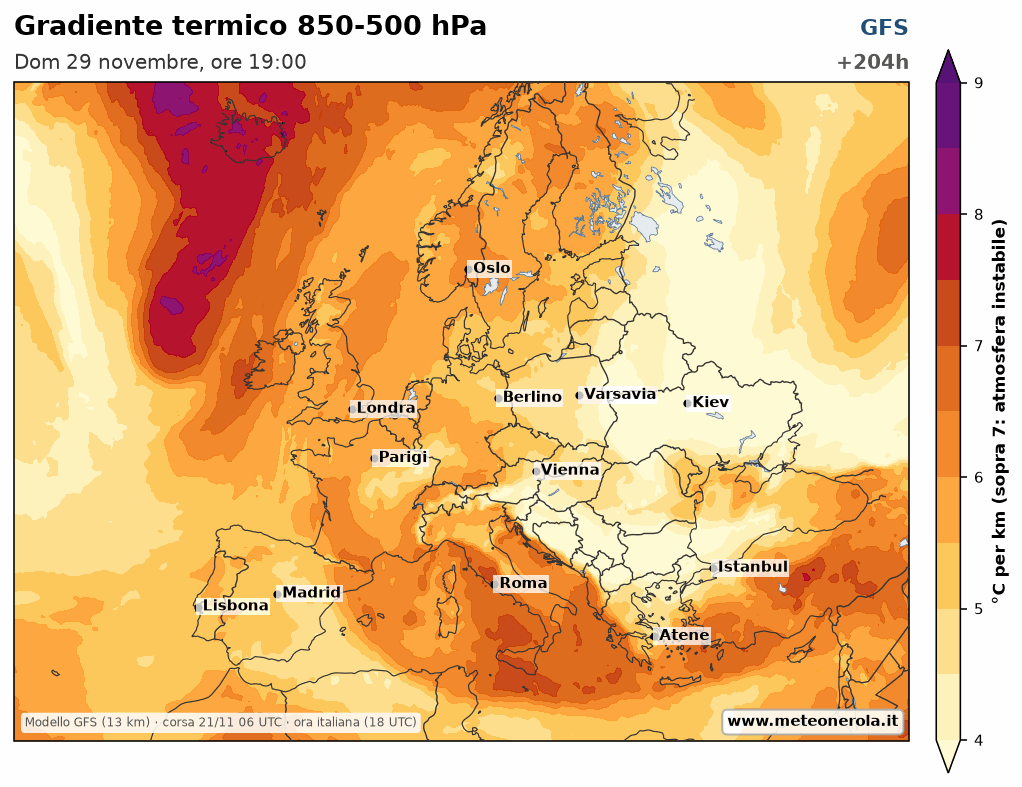 Gradiente termico 850-500 hPa
GFS
Dom 29 novembre, ore 19:00
+204h
9
8
7
6
5
4
°C per km (sopra 7: atmosfera instabile)
Oslo
Londra
Berlino
Varsavia
Kiev
Parigi
Vienna
Istanbul
Roma
Madrid
Lisbona
Atene
Modello GFS (13 km) · corsa 21/11 06 UTC · ora italiana (18 UTC)
www.meteonerola.it